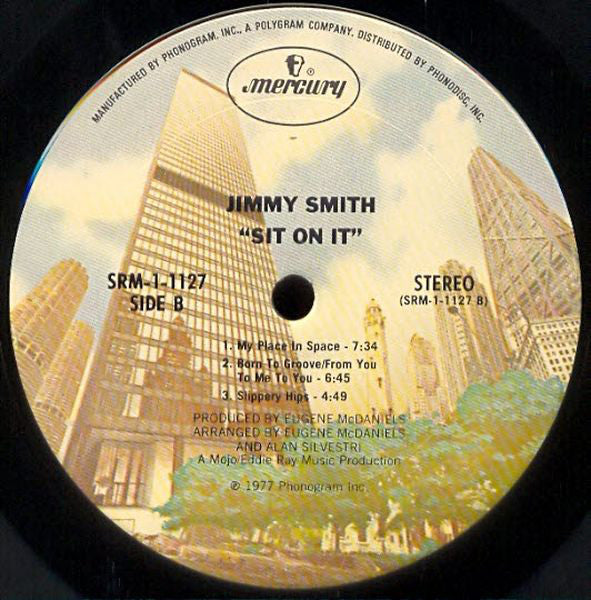 MANUFACTURED BY PHONOGRAM, INC., A POLYGRAM COMPANY. DISTRIBUTED BY PHONODISC, INC.
mercury ®
JIMMY SMITH
"SIT ON IT"
SRM-1-1127
SIDE B
STEREO
(SRM-1-1127 B)
1. My Place In Space - 7:34
2. Born To Groove/From You
To Me To You - 6:45
3. Slippery Hips - 4:49
PRODUCED BY EUGENE McDANIELS
ARRANGED BY EUGENE McDANIELS
AND ALAN SILVESTRI
A Mojo/Eddie Ray Music Production
℗ 1977 Phonogram Inc.